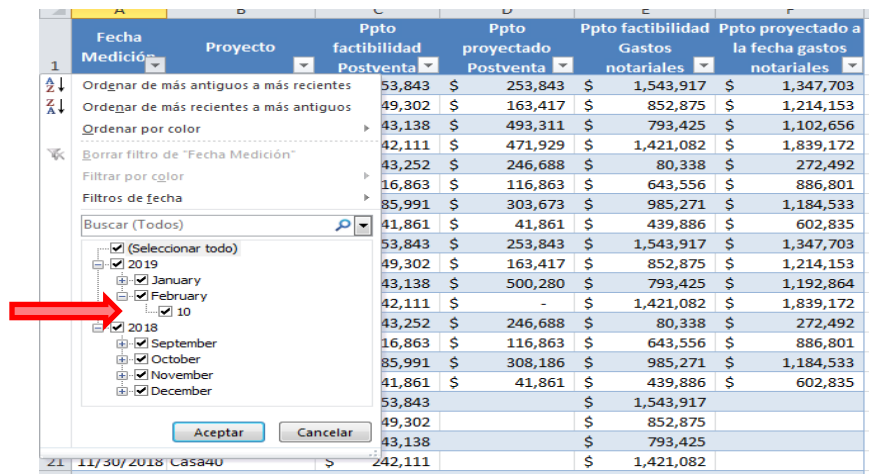 A B C D E F
1 Fecha Medición Proyecto Ppto factibilidad Postventa Ppto proyectado Postventa Ppto factibilidad Gastos notariales Ppto proyectado a la fecha gastos notariales
Ordenar de más antiguos a más recientes 53,843 $ 253,843 $ 1,543,917 $ 1,347,703
Ordenar de más recientes a más antiguos 49,302 $ 163,417 $ 852,875 $ 1,214,153
Ordenar por color 43,138 $ 493,311 $ 793,425 $ 1,102,656
Borrar filtro de "Fecha Medición" 42,111 $ 471,929 $ 1,421,082 $ 1,839,172
Filtrar por color 43,252 $ 246,688 $ 80,338 $ 272,492
Filtros de fecha 16,863 $ 116,863 $ 643,556 $ 886,801
85,991 $ 303,673 $ 985,271 $ 1,184,533
Buscar (Todos) 41,861 $ 41,861 $ 439,886 $ 602,835
(Seleccionar todo) 53,843 $ 253,843 $ 1,543,917 $ 1,347,703
2019 49,302 $ 163,417 $ 852,875 $ 1,214,153
January 43,138 $ 500,280 $ 793,425 $ 1,192,864
February 42,111 $ - $ 1,421,082 $ 1,839,172
10
2018 43,252 $ 246,688 $ 80,338 $ 272,492
September 16,863 $ 116,863 $ 643,556 $ 886,801
October 85,991 $ 308,186 $ 985,271 $ 1,184,533
November 41,861 $ 41,861 $ 439,886 $ 602,835
December 53,843 $ 1,543,917
49,302 $ 852,875
Aceptar Cancelar 43,138 $ 793,425
21 11/30/2018 Casa40 $ 242,111 $ 1,421,082